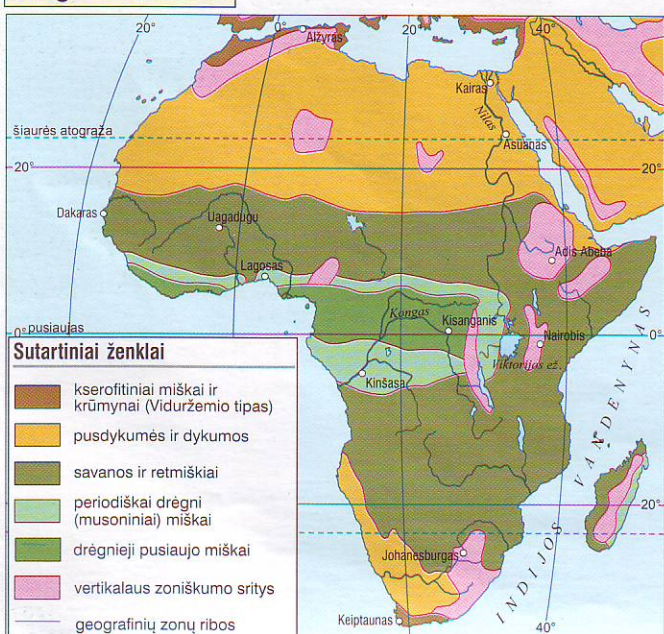 20°
0°
20°
40°
Alžyras
Kairas
Nilas
šiaurės atogrąža
Asuanas
20°
20°
Dakaras
Uagadugu
Adis Abeba
Lagosas
Kongas
Kisanganis
0°
pusiaujas
0°
Nairobis
Viktorijos ež.
Kinšasa
INDIJOS VANDENYNAS
20°
Johanesburgas
Keiptaunas
40°
Sutartiniai ženklai
kserofitiniai miškai ir
krūmynai (Viduržemio tipas)
pusdykumės ir dykumos
savanos ir retmiškiai
periodiškai drėgni
(musoniniai) miškai
drėgnieji pusiaujo miškai
vertikalaus zoniškumo sritys
geografinių zonų ribos